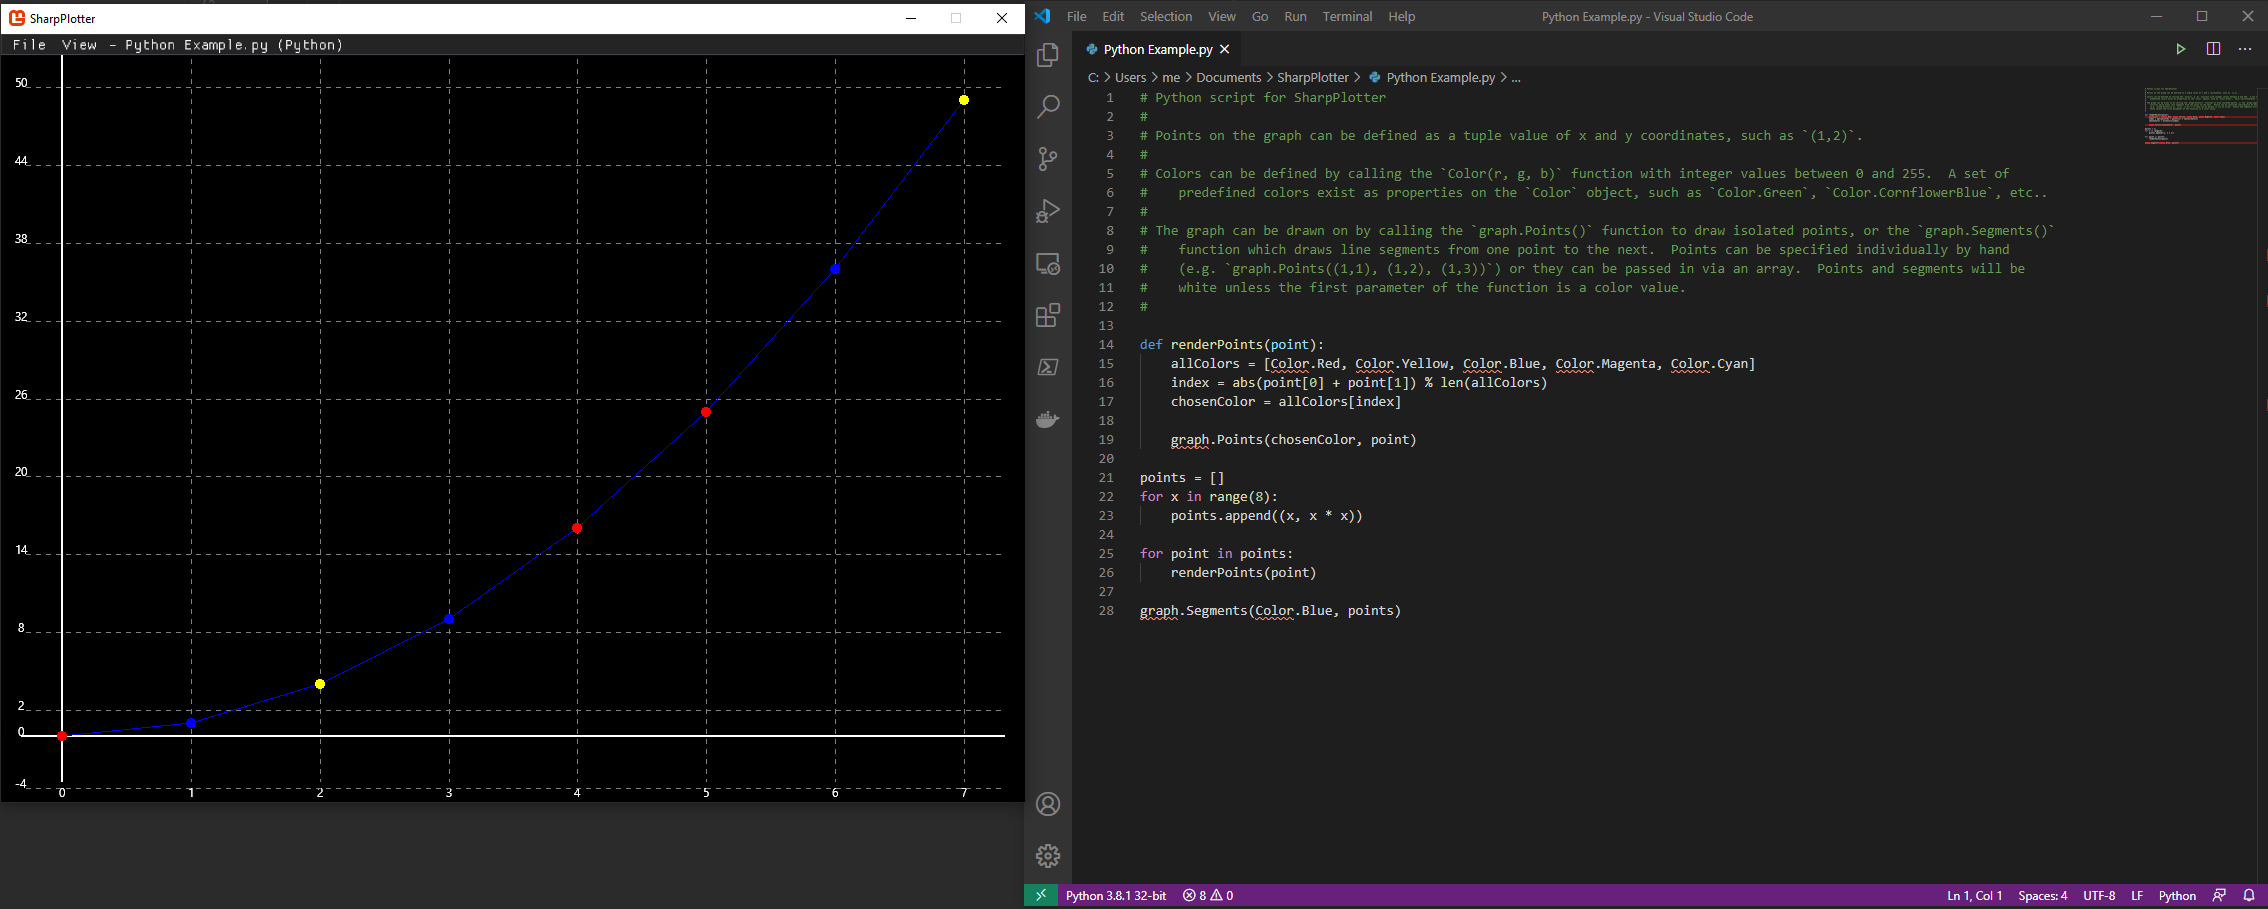 SharpPlotter
File View - Python Example.py (Python)
50
44
38
32
26
20
14
8
2
0
-4
0 1 2 3 4 5 6 7
File Edit Selection View Go Run Terminal Help
Python Example.py - Visual Studio Code
Python Example.py
C: > Users > me > Documents > SharpPlotter > Python Example.py > ...
1 # Python script for SharpPlotter
2 #
3 # Points on the graph can be defined as a tuple value of x and y coordinates, such as `(1,2)`.
4 #
5 # Colors can be defined by calling the `Color(r, g, b)` function with integer values between 0 and 255.  A set of
6 #    predefined colors exist as properties on the `Color` object, such as `Color.Green`, `Color.CornflowerBlue`, etc..
7 #
8 # The graph can be drawn on by calling the `graph.Points()` function to draw isolated points, or the `graph.Segments()`
9 #    function which draws line segments from one point to the next.  Points can be specified individually by hand
10 #    (e.g. `graph.Points((1,1), (1,2), (1,3))`) or they can be passed in via an array.  Points and segments will be
11 #    white unless the first parameter of the function is a color value.
12 #
13
14 def renderPoints(point):
15     allColors = [Color.Red, Color.Yellow, Color.Blue, Color.Magenta, Color.Cyan]
16     index = abs(point[0] + point[1]) % len(allColors)
17     chosenColor = allColors[index]
18
19     graph.Points(chosenColor, point)
20
21 points = []
22 for x in range(8):
23     points.append((x, x * x))
24
25 for point in points:
26     renderPoints(point)
27
28 graph.Segments(Color.Blue, points)
Python 3.8.1 32-bit 8 0 Ln 1, Col 1 Spaces: 4 UTF-8 LF Python